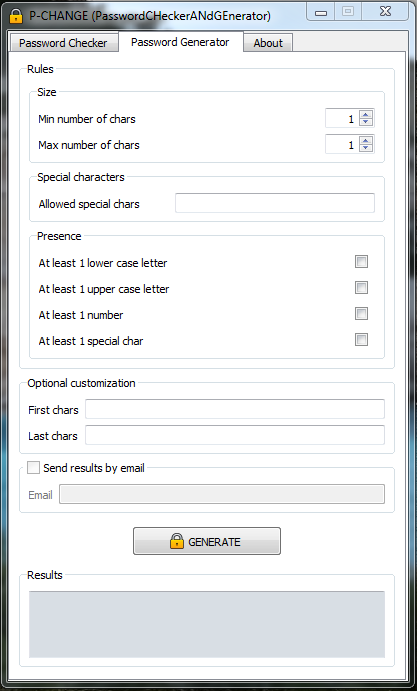 P-CHANGE (PasswordCHeckerANdGEnerator)
Password Checker Password Generator About
Rules
Size
Min number of chars 1
Max number of chars 1
Special characters
Allowed special chars
Presence
At least 1 lower case letter
At least 1 upper case letter
At least 1 number
At least 1 special char
Optional customization
First chars
Last chars
Send results by email
Email
GENERATE
Results